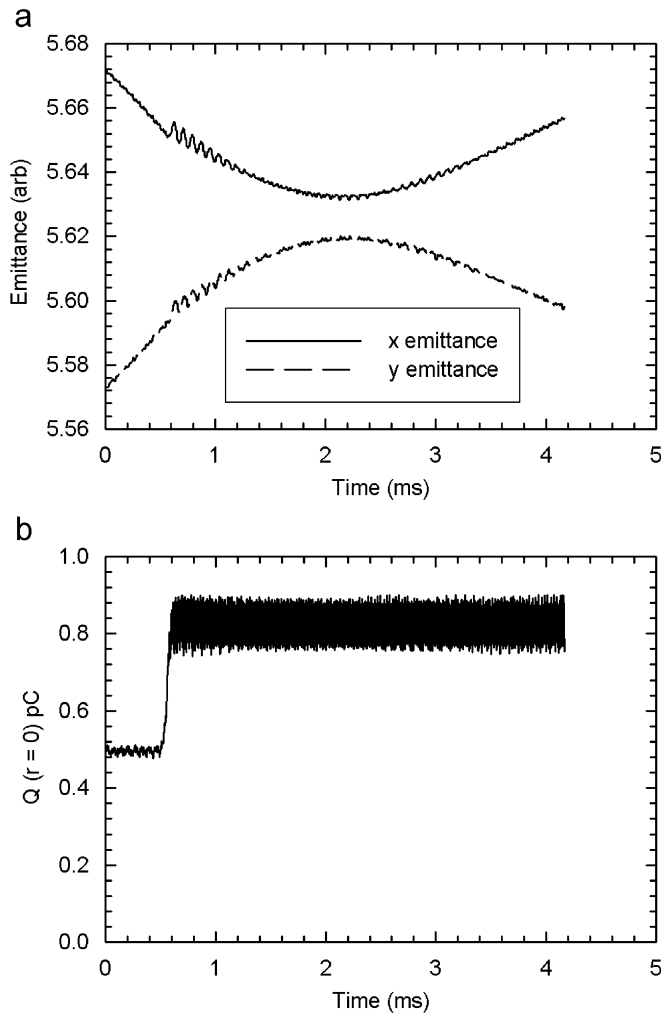 a
5.68
5.66
5.64
5.62
5.60
5.58
5.56
Emittance (arb)
x emittance
y emittance
0 1 2 3 4 5
Time (ms)
b
1.0
0.8
0.6
0.4
0.2
0.0
Q (r = 0) pC
0 1 2 3 4 5
Time (ms)